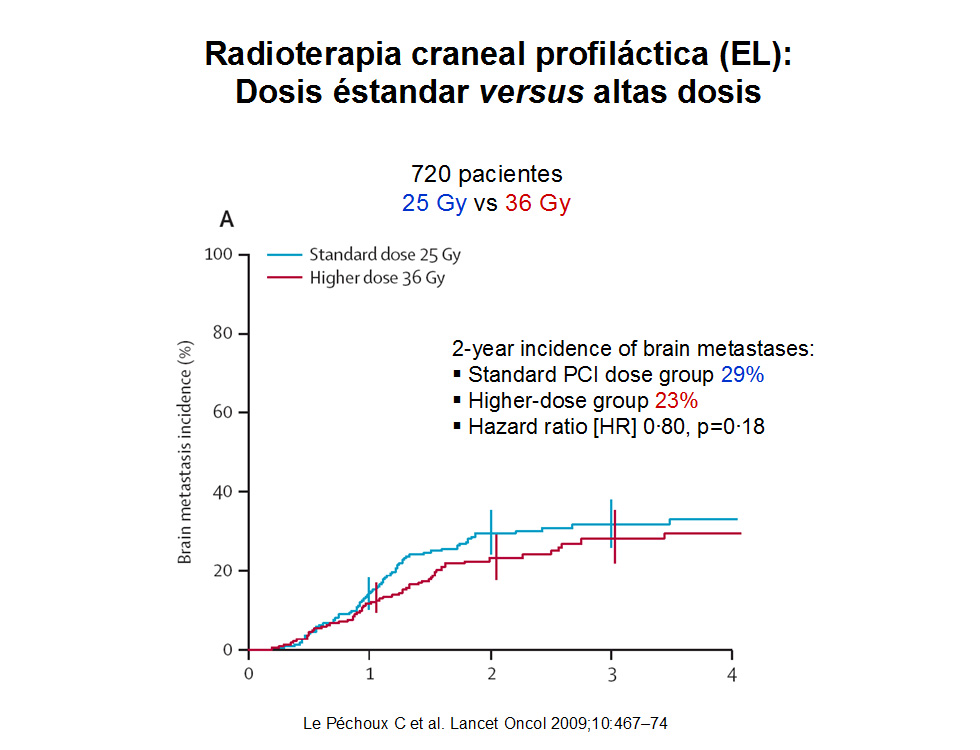 Radioterapia craneal profiláctica (EL):
Dosis éstandar versus altas dosis
720 pacientes
25 Gy vs 36 Gy
A
100
Standard dose 25 Gy
Higher dose 36 Gy
80
60
40
20
0
Brain metastasis incidence (%)
2-year incidence of brain metastases:
▪ Standard PCI dose group 29%
▪ Higher-dose group 23%
▪ Hazard ratio [HR] 0·80, p=0·18
0 1 2 3 4
Le Péchoux C et al. Lancet Oncol 2009;10:467–74